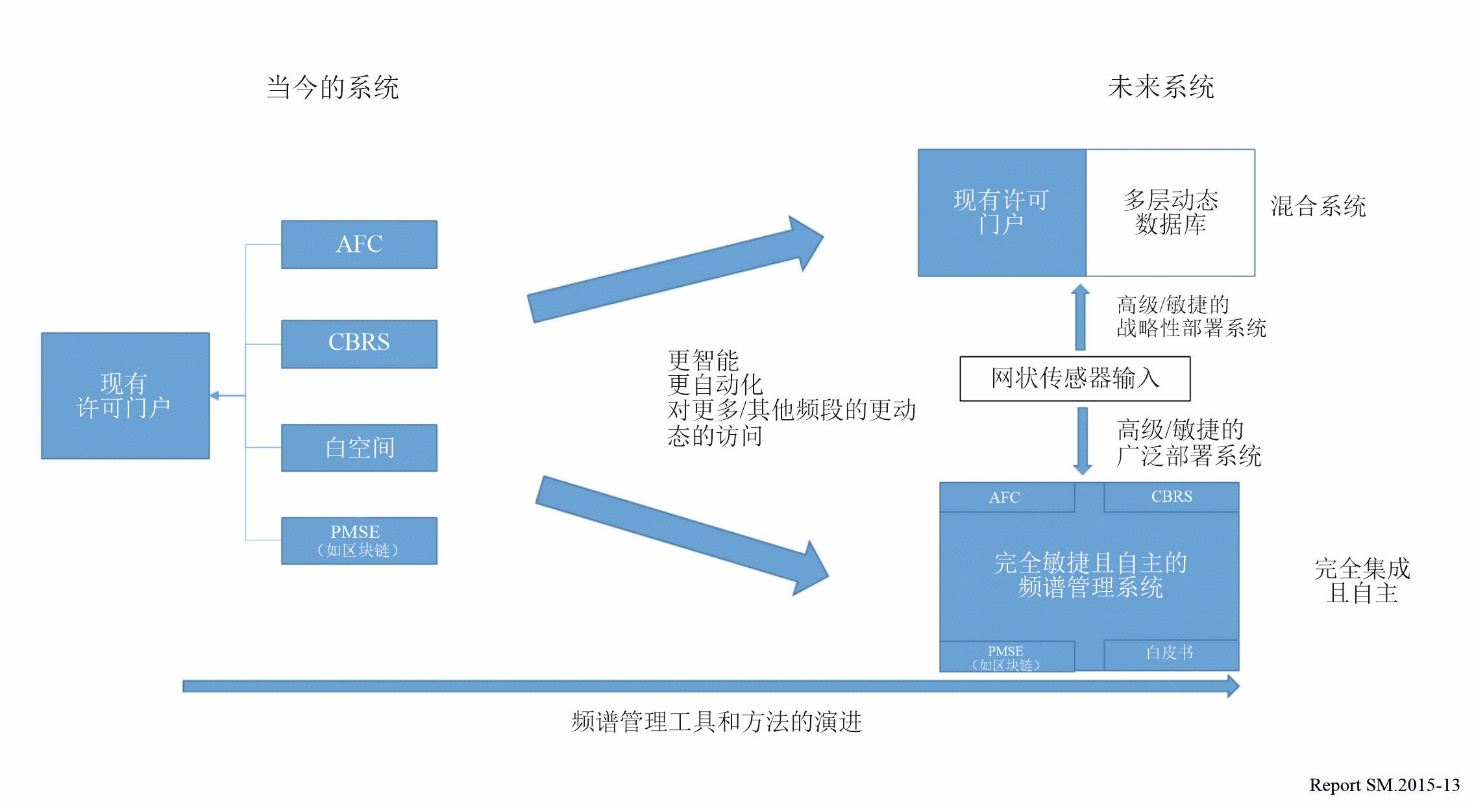 当今的系统
未来系统
AFC
CBRS
白空间
PMSE
（如区块链）
现有
许可门户
更智能
更自动化
对更多/其他频段的更动
态的访问
现有许可
门户
多层动态
数据库
混合系统
高级/敏捷的
战略性部署系统
网状传感器输入
高级/敏捷的
广泛部署系统
AFC
CBRS
完全敏捷且自主的
频谱管理系统
PMSE
（如区块链）
白皮书
完全集成
且自主
频谱管理工具和方法的演进
Report SM.2015-13